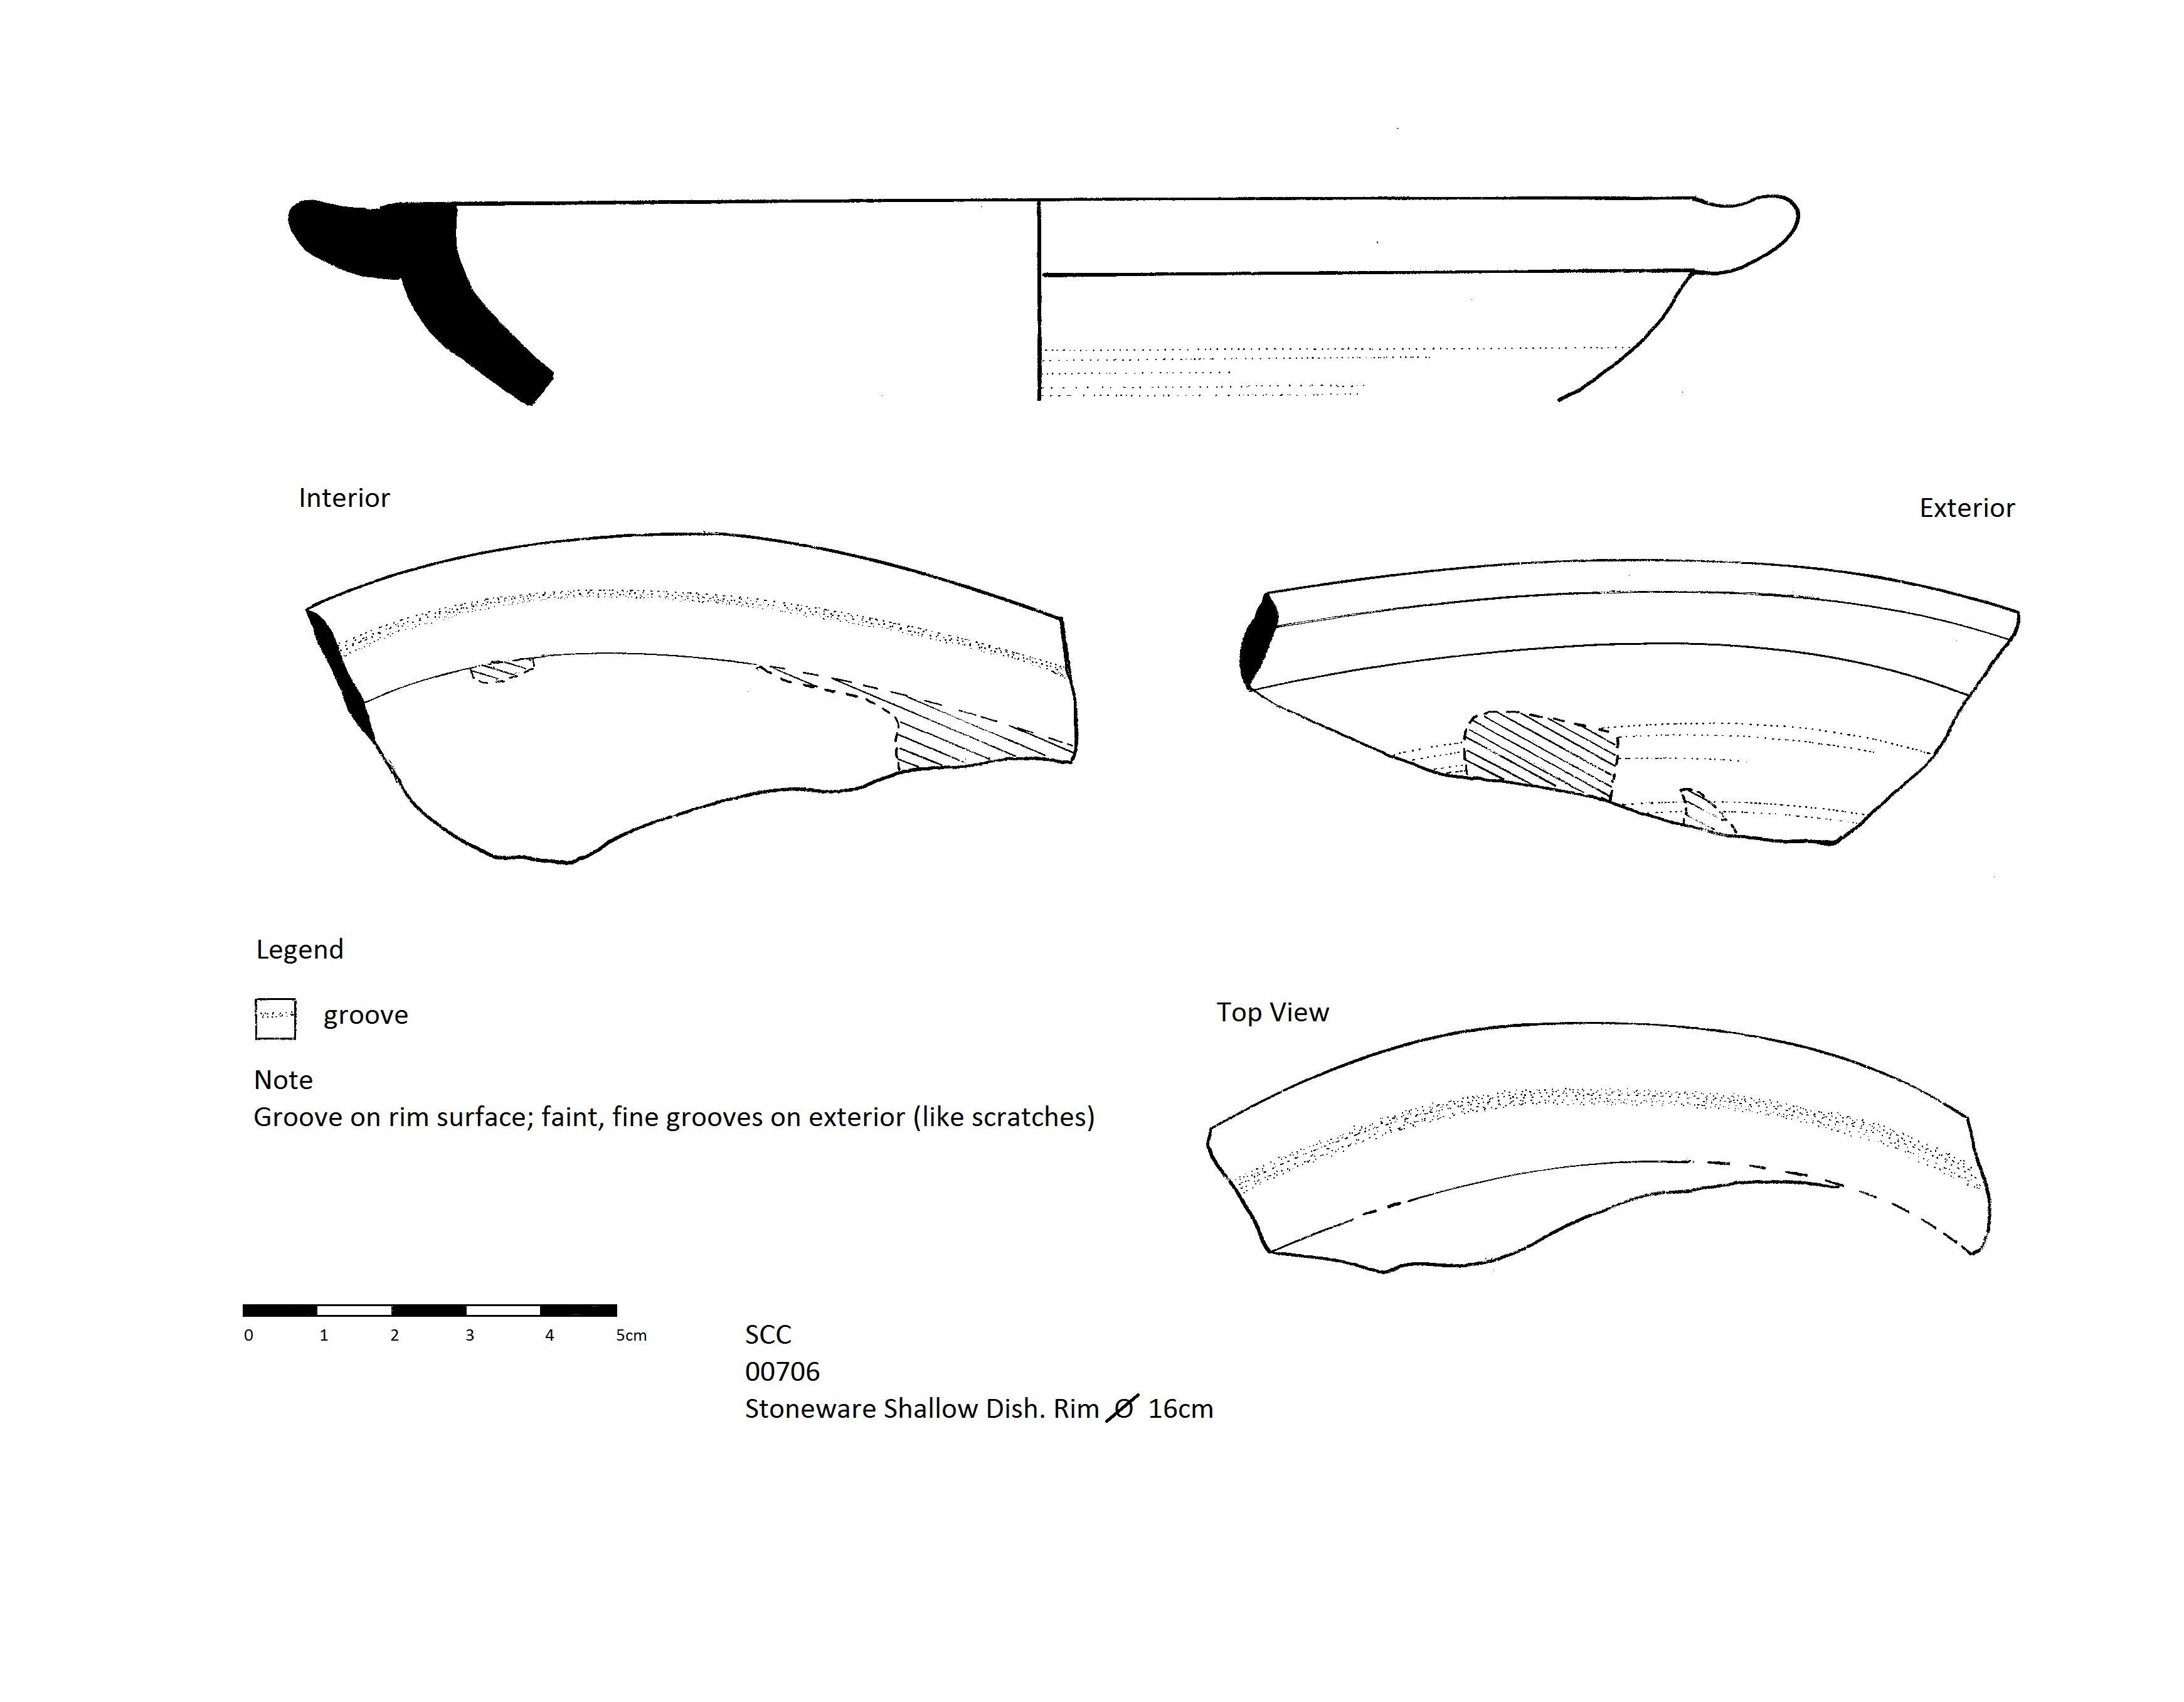 Interior
Exterior
Legend
groove
Top View
Note
Groove on rim surface; faint, fine grooves on exterior (like scratches)
0 1 2 3 4 5cm
SCC
00706
Stoneware Shallow Dish. Rim Ø 16cm